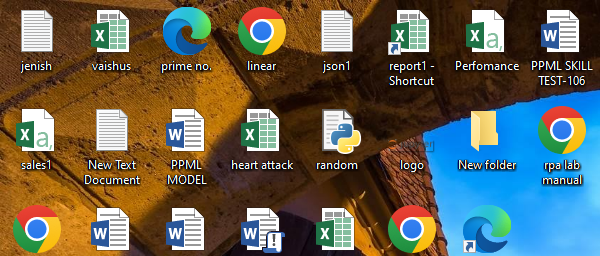 jenish
vaishus
prime no.
linear
json1
report1 -
Shortcut
Perfomance
PPML SKILL
TEST-106
sales1
New Text
Document
PPML
MODEL
heart attack
random
logo
New folder
rpa lab
manual